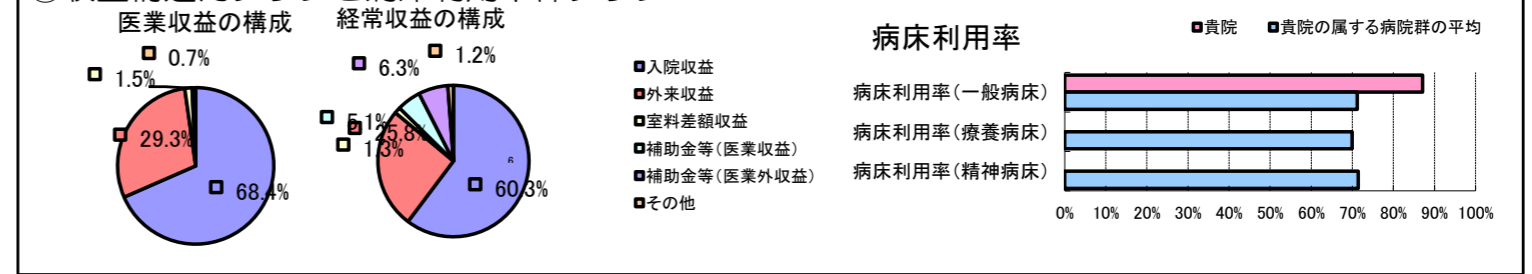 医業収益の構成
0.7%
1.5%
29.3%
68.4%
経常収益の構成
1.2%
6.3%
5.1%
25.8%
1.3%
60.3%
入院収益
外来収益
室料差額収益
補助金等(医業収益)
補助金等(医業外収益)
その他
病床利用率
貴院
貴院の属する病院群の平均
病床利用率(一般病床)
病床利用率(療養病床)
病床利用率(精神病床)
0% 10% 20% 30% 40% 50% 60% 70% 80% 90% 100%